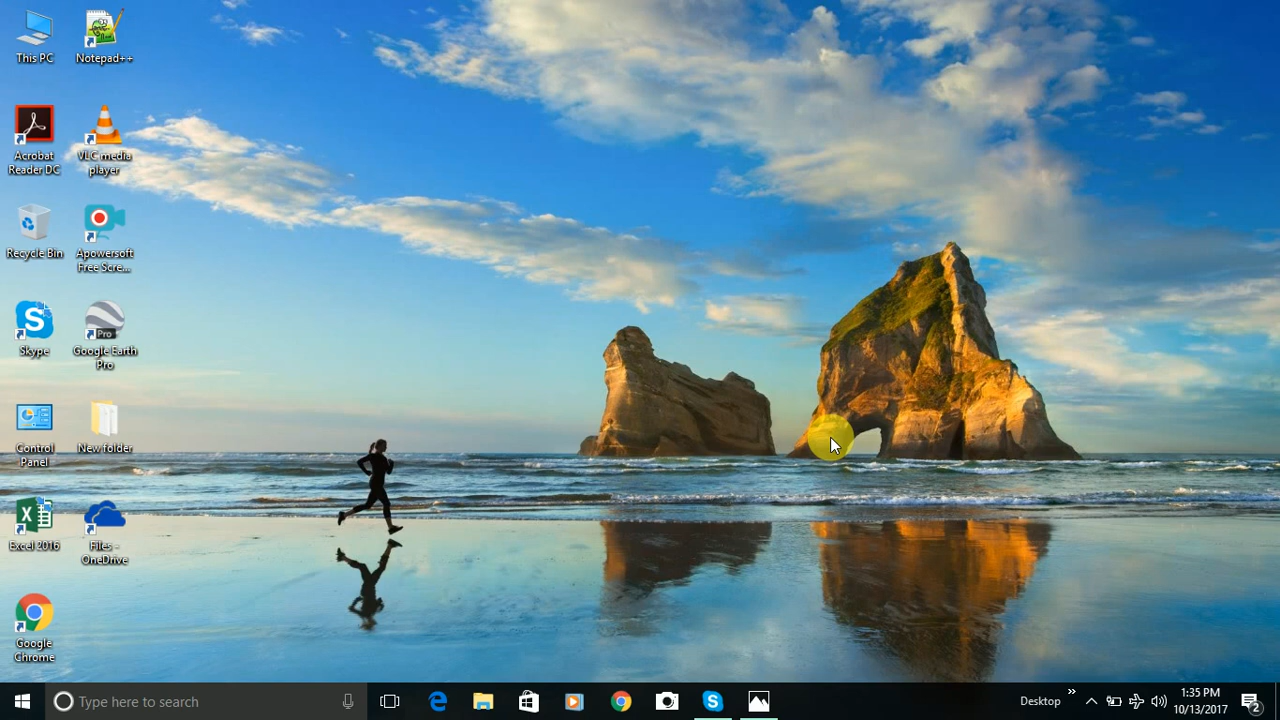 This PC
Notepad++
Acrobat
Reader DC
VLC media
player
Recycle Bin
Apowersoft
Free Scre...
Skype
Pro
Google Earth
Pro
Control
Panel
New folder
Excel 2016
Files -
OneDrive
Google
Chrome
Type here to search
Desktop
1:35 PM
10/13/2017
2